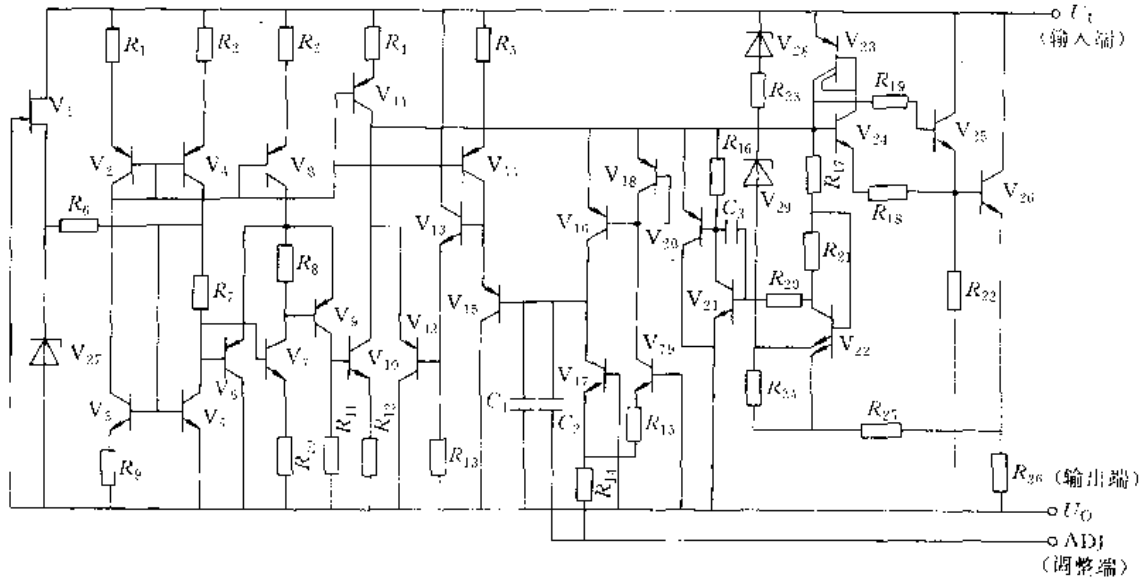 U_i
(输入端)
R_1
R_2
R_2
R_4
R_5
V_28
V_23
V_1
V_11
R_23
R_19
V_2
V_4
V_8
R_16
V_24
V_25
V_18
R_17
V_26
R_6
V_13
V_16
V_20
C_3
V_29
R_18
R_8
R_21
R_7
V_15
V_21
R_20
R_22
V_27
V_9
V_12
V_22
V_6
V_7
V_10
V_17
V_19
C_1
C_2
R_24
V_3
V_5
R_11
R_12
R_15
R_25
R_9
R_10
R_13
R_14
R_26
(输出端)
U_O
ADJ
(调整端)